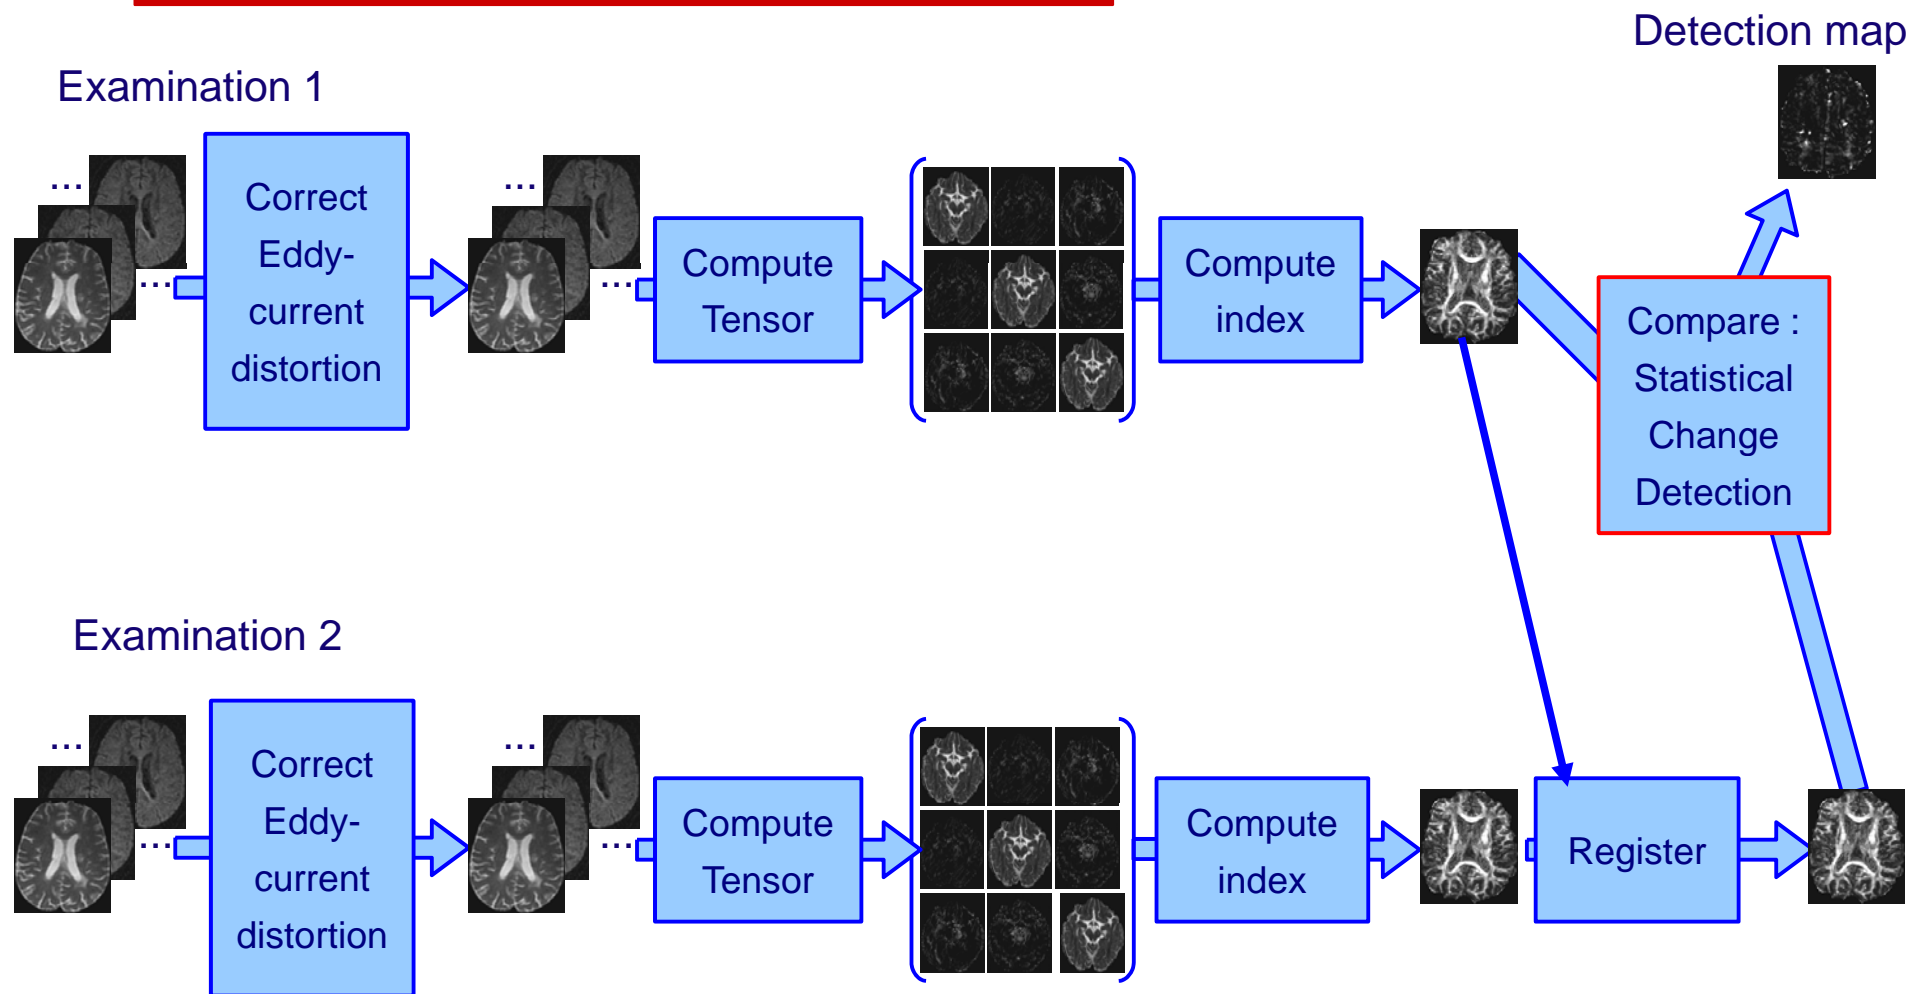 Detection map
Examination 1
...
...
Correct
Eddy-
current
distortion
...
...
Compute
Tensor
Compute
index
Compare :
Statistical
Change
Detection
Examination 2
...
...
Correct
Eddy-
current
distortion
...
...
Compute
Tensor
Compute
index
Register